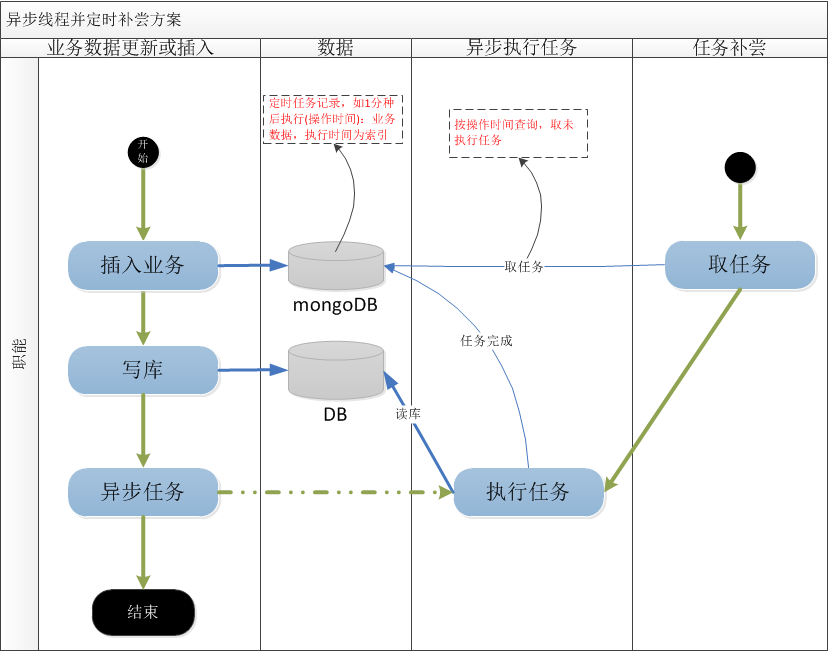 异步线程并定时补偿方案
业务数据更新或插入
数据
异步执行任务
任务补偿
职能
定时任务记录，如1分种
后执行(操作时间)：业务
数据，执行时间为索引
按操作时间查询，取未
执行任务
开
始
插入业务
mongoDB
取任务
取任务
任务完成
写库
DB
读库
异步任务
执行任务
结束